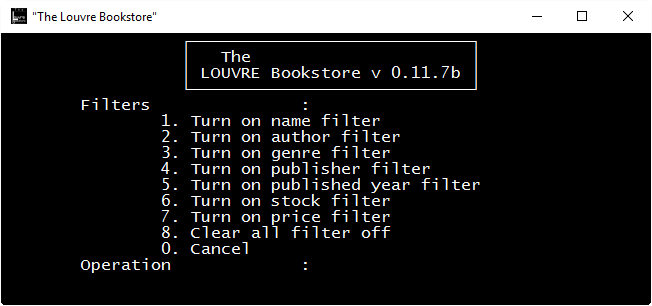 "The Louvre Bookstore"
The
LOUVRE Bookstore v 0.11.7b
Filters :
1. Turn on name filter
2. Turn on author filter
3. Turn on genre filter
4. Turn on publisher filter
5. Turn on published year filter
6. Turn on stock filter
7. Turn on price filter
8. Clear all filter off
0. Cancel
Operation :